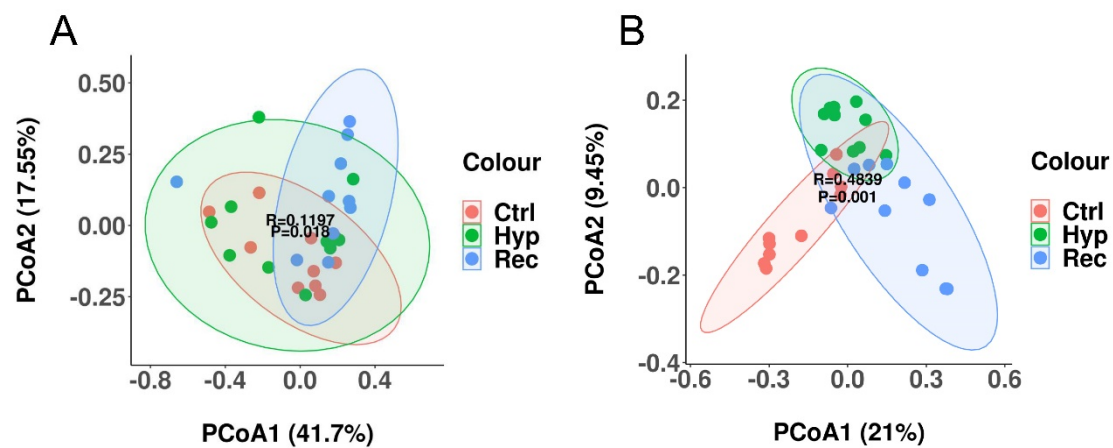 A
PCoA2 (17.55%)
0.50
0.25
0.00
-0.25
R=0.1197
P=0.018
-0.8
-0.4
0.0
0.4
PCoA1 (41.7%)
Colour
Ctrl
Hyp
Rec
B
PCoA2 (9.45%)
0.2
0.0
-0.2
-0.4
R=0.4839
P=0.001
-0.6
-0.3
0.0
0.3
0.6
PCoA1 (21%)
Colour
Ctrl
Hyp
Rec